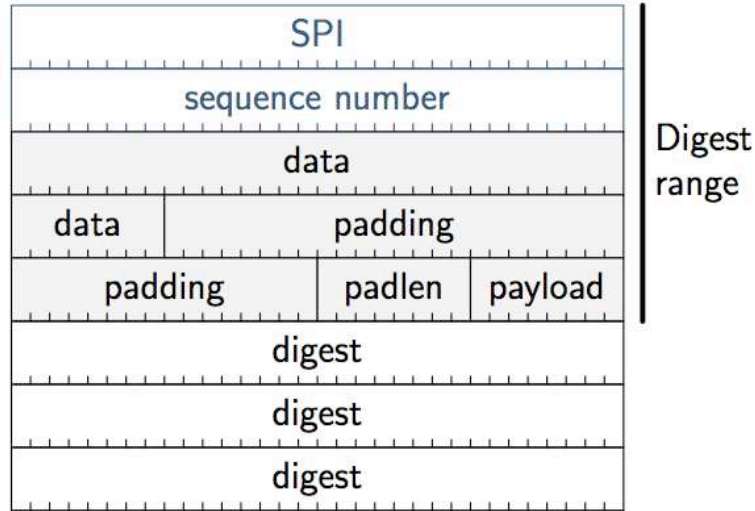 SPI
sequence number
data
data padding
padding padlen payload
digest
digest
digest
Digest
range